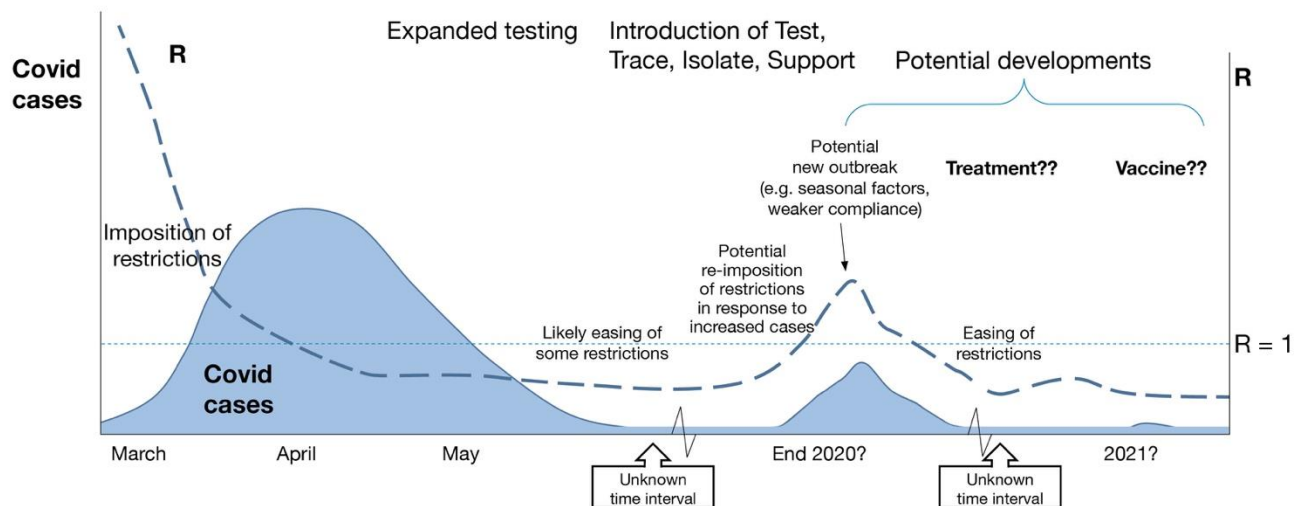 Expanded testing
Introduction of Test,
Trace, Isolate, Support
Potential developments
Covid
cases
R
R
Potential
new outbreak
(e.g. seasonal factors,
weaker compliance)
Treatment??
Vaccine??
Imposition of
restrictions
Potential
re-imposition
of restrictions
in response to
increased cases
Likely easing of
some restrictions
Easing of
restrictions
R = 1
Covid
cases
March
April
May
End 2020?
2021?
Unknown
time interval
Unknown
time interval